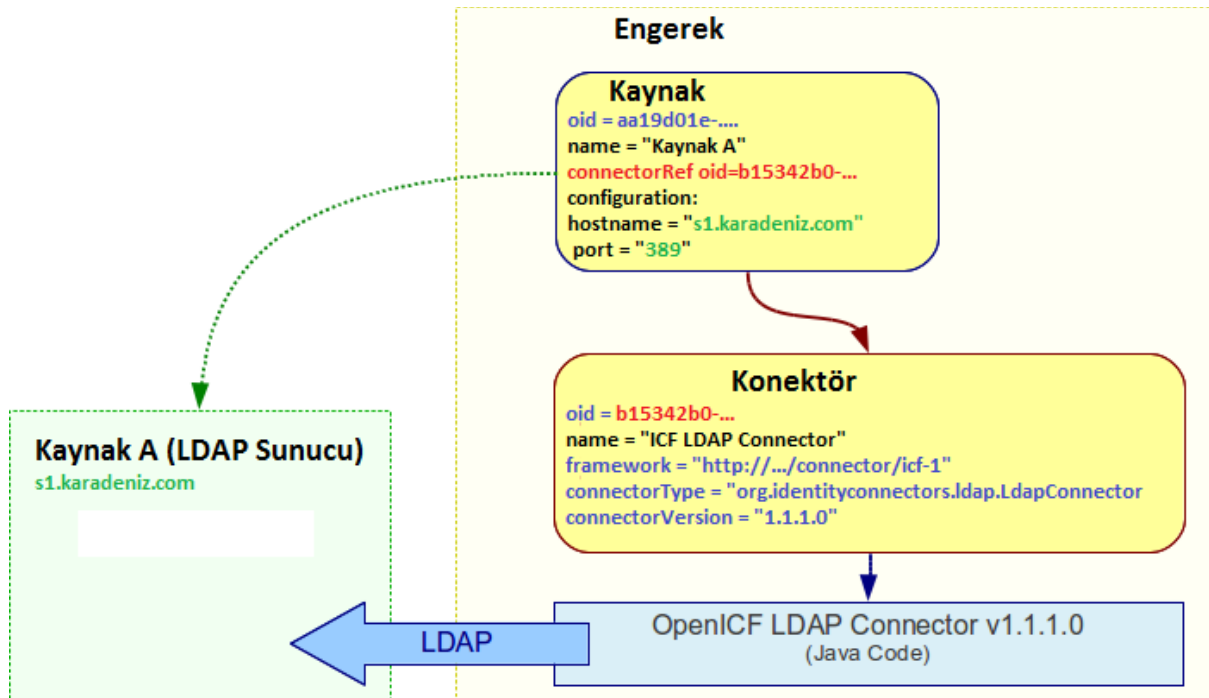 Engerek
Kaynak
oid = aa19d01e-....
name = "Kaynak A"
connectorRef oid=b15342b0-...
configuration:
hostname = "s1.karadeniz.com"
port = "389"
Konektör
oid = b15342b0-...
name = "ICF LDAP Connector"
framework = "http://.../connector/icf-1"
connectorType = "org.identityconnectors.ldap.LdapConnector
connectorVersion = "1.1.1.0"
Kaynak A (LDAP Sunucu)
s1.karadeniz.com
LDAP
OpenICF LDAP Connector v1.1.1.0
(Java Code)